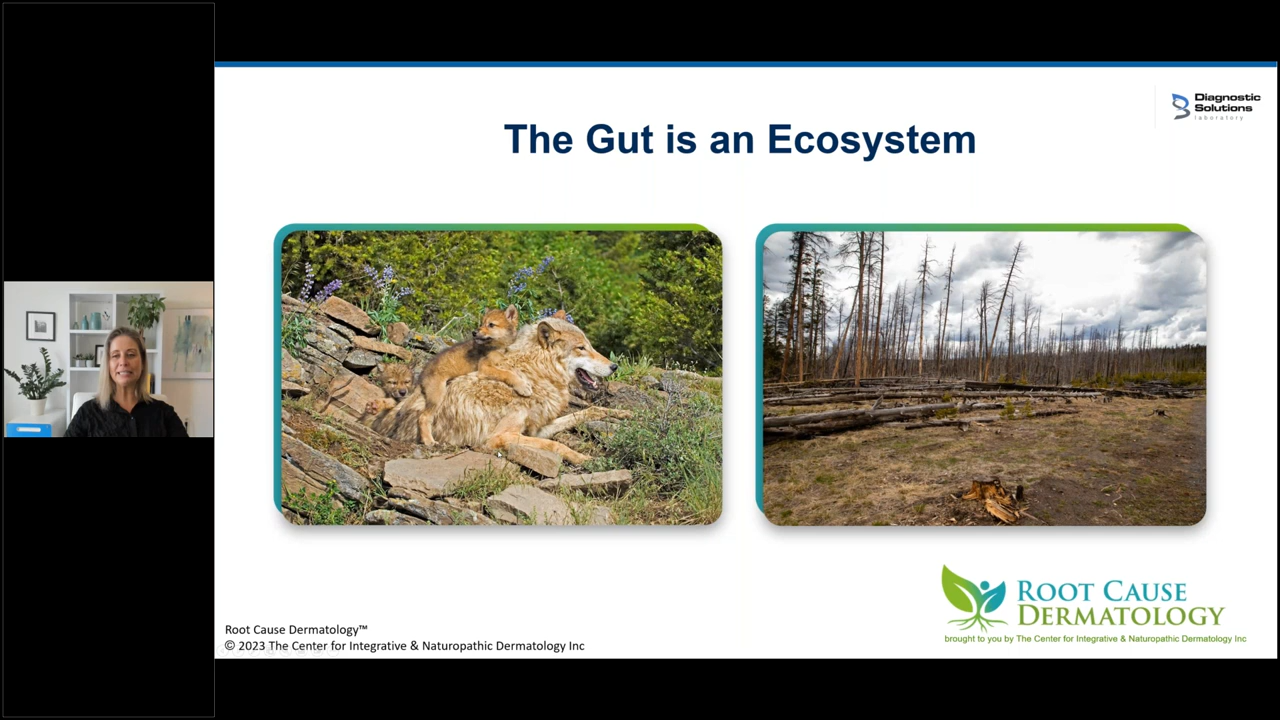 Diagnostic
Solutions
laboratory
The Gut is an Ecosystem
ROOT CAUSE
DERMATOLOGY
brought to you by The Center for Integrative & Naturopathic Dermatology Inc
Root Cause Dermatology™
© 2023 The Center for Integrative & Naturopathic Dermatology Inc